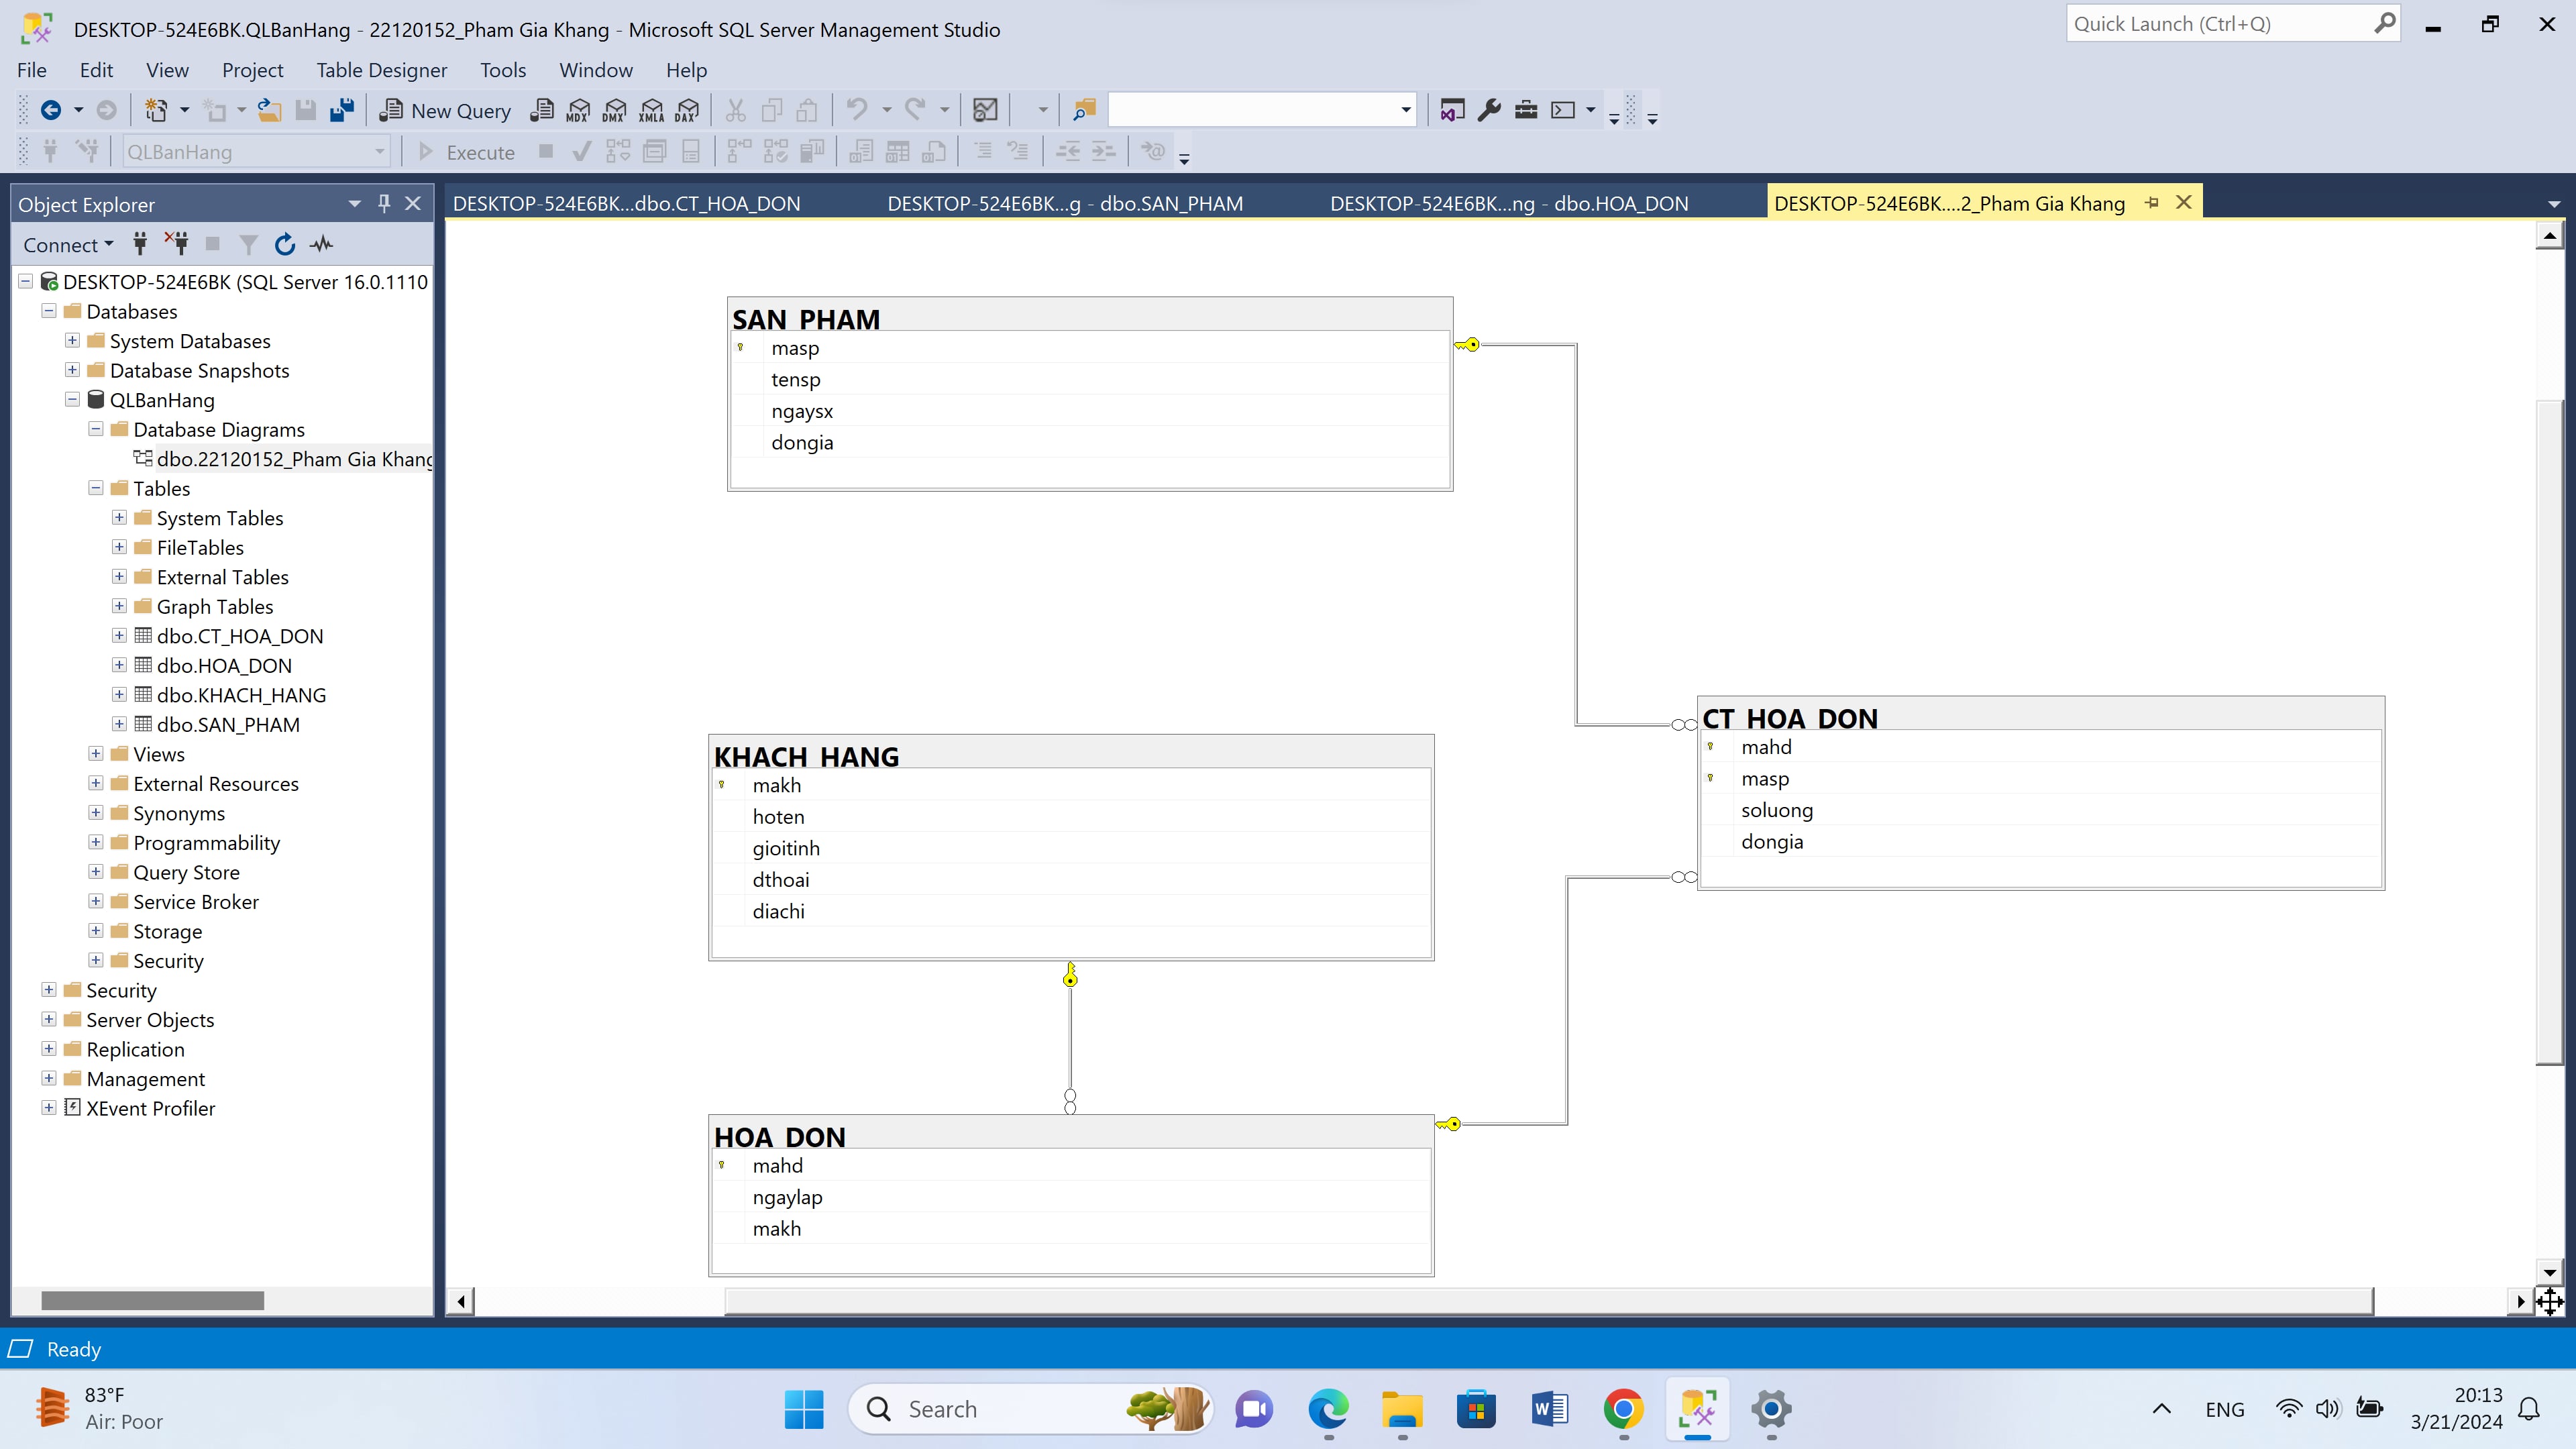 DESKTOP-524E6BK.QLBanHang - 22120152_Pham Gia Khang - Microsoft SQL Server Management Studio
Quick Launch (Ctrl+Q)
File Edit View Project Table Designer Tools Window Help
New Query MDX DMX XMLA DAX
QLBanHang Execute
Object Explorer
DESKTOP-524E6BK...dbo.CT_HOA_DON DESKTOP-524E6BK...g - dbo.SAN_PHAM DESKTOP-524E6BK...ng - dbo.HOA_DON DESKTOP-524E6BK....2_Pham Gia Khang
Connect
DESKTOP-524E6BK (SQL Server 16.0.1110
Databases
System Databases
Database Snapshots
QLBanHang
Database Diagrams
dbo.22120152_Pham Gia Khang
Tables
System Tables
FileTables
External Tables
Graph Tables
dbo.CT_HOA_DON
dbo.HOA_DON
dbo.KHACH_HANG
dbo.SAN_PHAM
Views
External Resources
Synonyms
Programmability
Query Store
Service Broker
Storage
Security
Security
Server Objects
Replication
Management
XEvent Profiler
SAN_PHAM
masp
tensp
ngaysx
dongia
KHACH_HANG
makh
hoten
gioitinh
dthoai
diachi
CT_HOA_DON
mahd
masp
soluong
dongia
HOA_DON
mahd
ngaylap
makh
Ready
83°F
Air: Poor
Search
ENG
20:13
3/21/2024